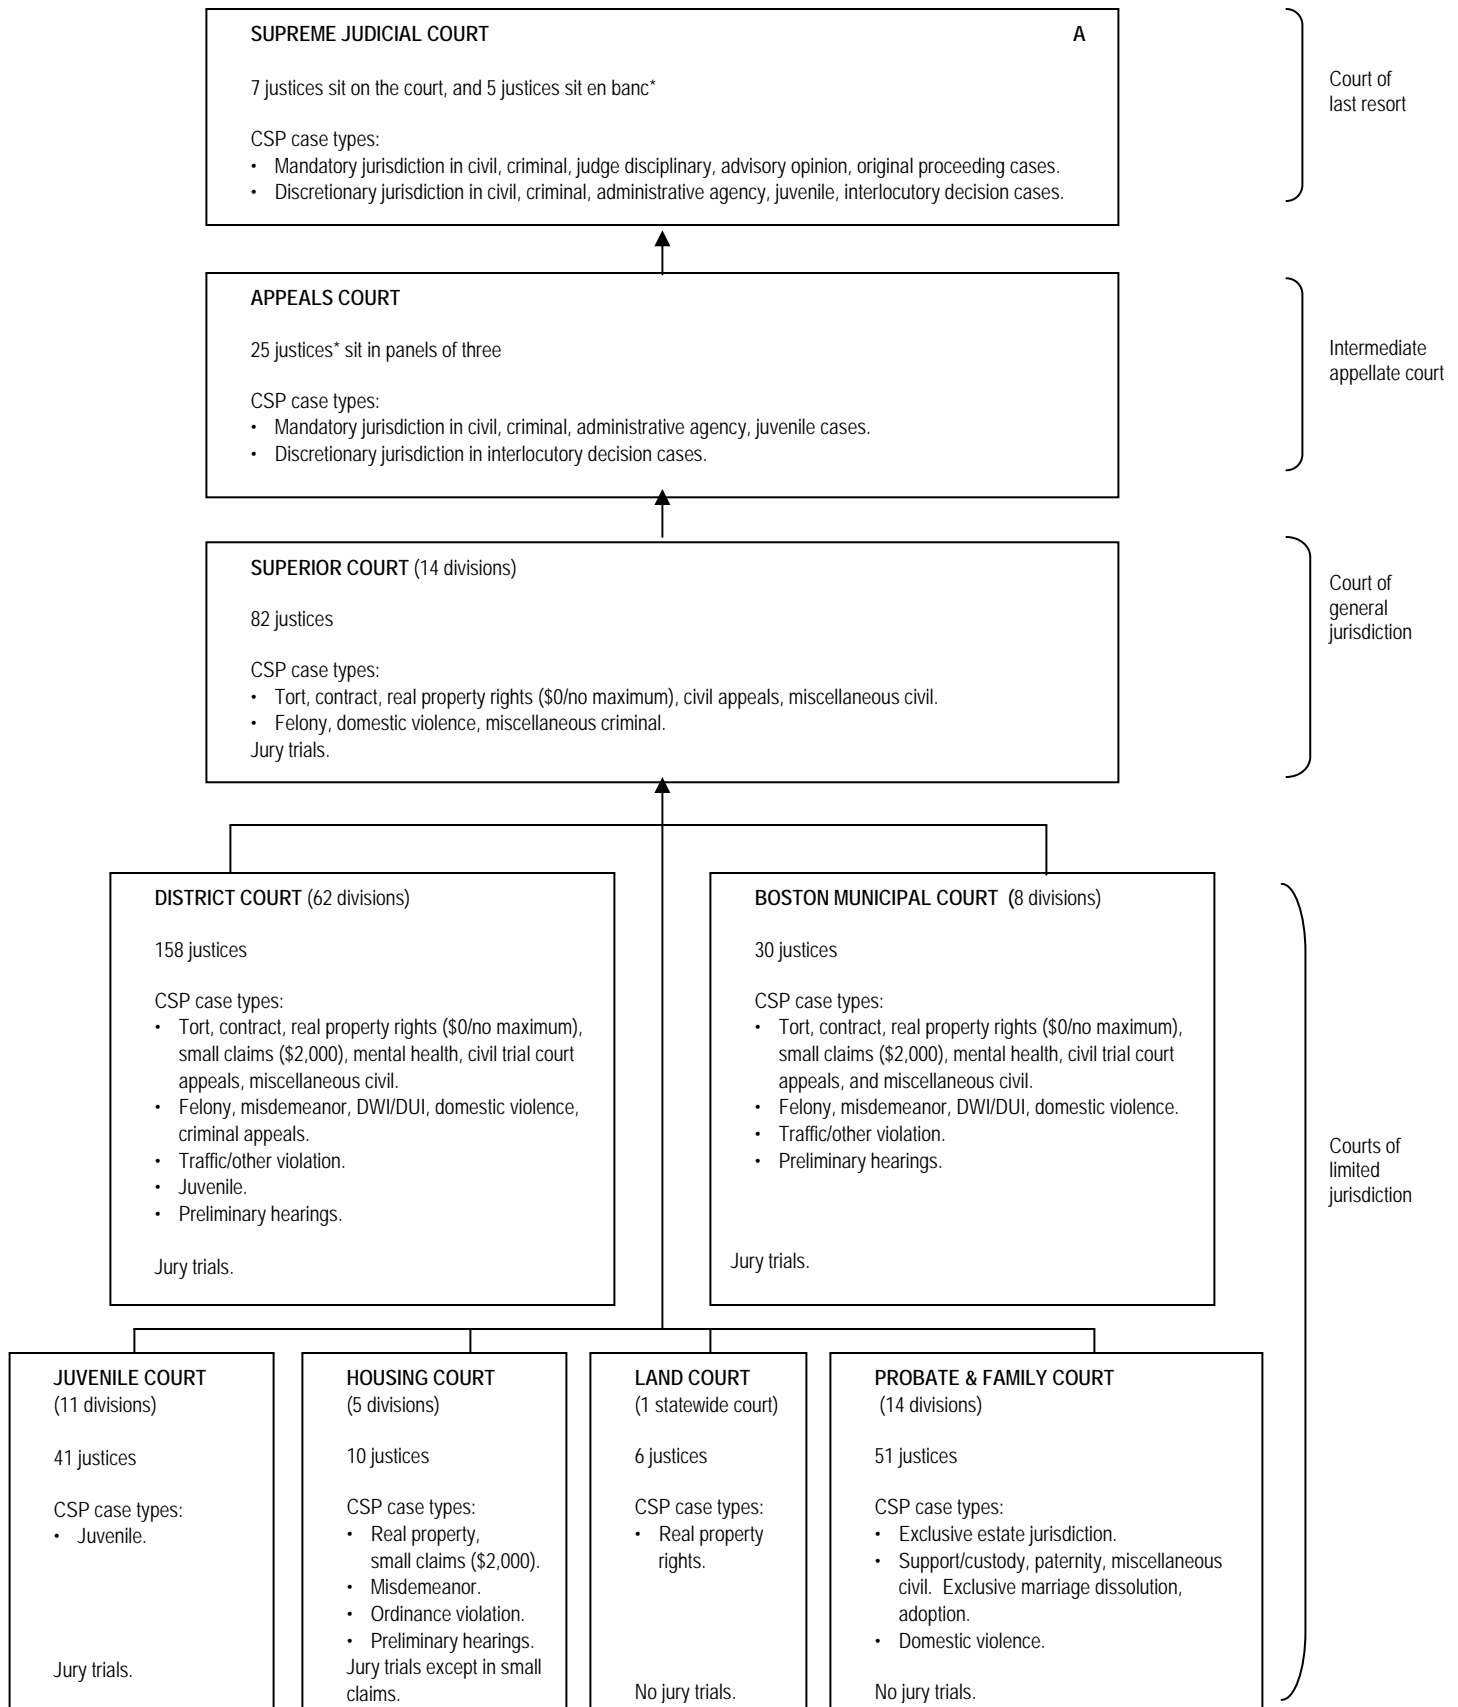 SUPREME JUDICIAL COURT A
7 justices sit on the court, and 5 justices sit en banc*
CSP case types:
• Mandatory jurisdiction in civil, criminal, judge disciplinary, advisory opinion, original proceeding cases.
• Discretionary jurisdiction in civil, criminal, administrative agency, juvenile, interlocutory decision cases.
Court of
last resort
APPEALS COURT
25 justices* sit in panels of three
CSP case types:
• Mandatory jurisdiction in civil, criminal, administrative agency, juvenile cases.
• Discretionary jurisdiction in interlocutory decision cases.
Intermediate
appellate court
SUPERIOR COURT (14 divisions)
82 justices
CSP case types:
• Tort, contract, real property rights ($0/no maximum), civil appeals, miscellaneous civil.
• Felony, domestic violence, miscellaneous criminal.
Jury trials.
Court of
general
jurisdiction
DISTRICT COURT (62 divisions)
158 justices
CSP case types:
• Tort, contract, real property rights ($0/no maximum),
small claims ($2,000), mental health, civil trial court
appeals, miscellaneous civil.
• Felony, misdemeanor, DWI/DUI, domestic violence,
criminal appeals.
• Traffic/other violation.
• Juvenile.
• Preliminary hearings.
Jury trials.
BOSTON MUNICIPAL COURT (8 divisions)
30 justices
CSP case types:
• Tort, contract, real property rights ($0/no maximum),
small claims ($2,000), mental health, civil trial court
appeals, and miscellaneous civil.
• Felony, misdemeanor, DWI/DUI, domestic violence.
• Traffic/other violation.
• Preliminary hearings.
Jury trials.
Courts of
limited
jurisdiction
JUVENILE COURT
(11 divisions)
41 justices
CSP case types:
• Juvenile.
Jury trials.
HOUSING COURT
(5 divisions)
10 justices
CSP case types:
• Real property,
small claims ($2,000).
• Misdemeanor.
• Ordinance violation.
• Preliminary hearings.
Jury trials except in small
claims.
LAND COURT
(1 statewide court)
6 justices
CSP case types:
• Real property
rights.
No jury trials.
PROBATE & FAMILY COURT
(14 divisions)
51 justices
CSP case types:
• Exclusive estate jurisdiction.
• Support/custody, paternity, miscellaneous
civil. Exclusive marriage dissolution,
adoption.
• Domestic violence.
No jury trials.